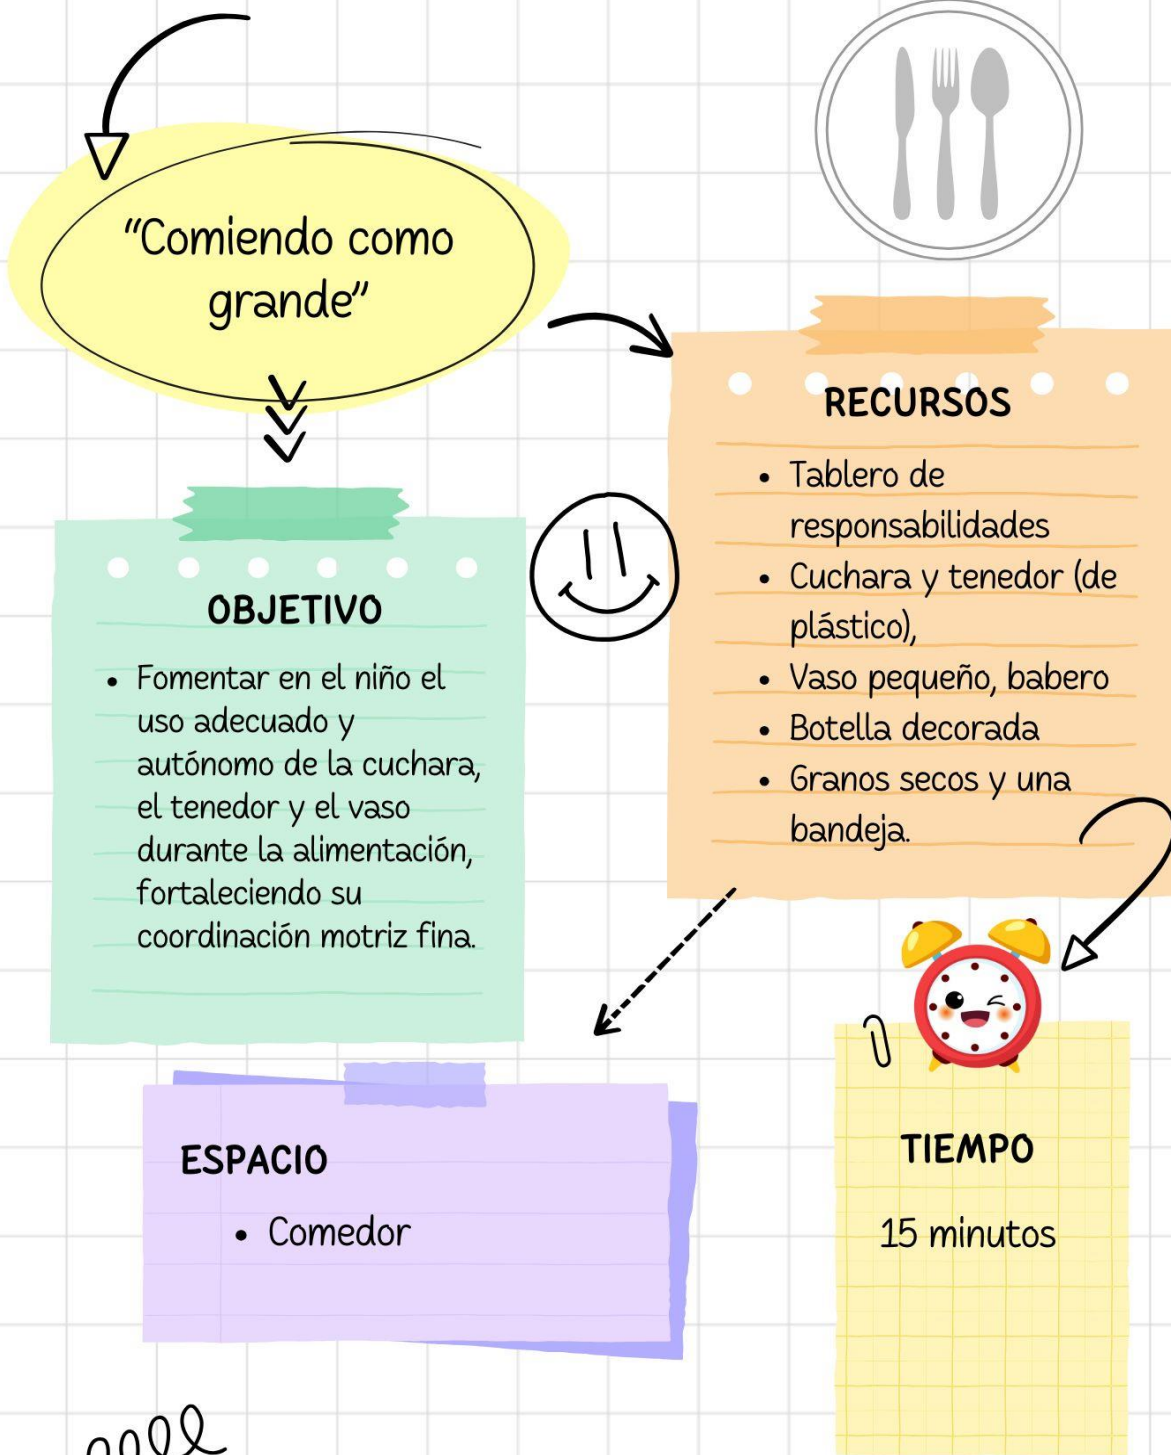 “Comiendo como
grande”
RECURSOS
• Tablero de
responsabilidades
• Cuchara y tenedor (de
plástico),
• Vaso pequeño, babero
• Botella decorada
• Granos secos y una
bandeja.
OBJETIVO
• Fomentar en el niño el
uso adecuado y
autónomo de la cuchara,
el tenedor y el vaso
durante la alimentación,
fortaleciendo su
coordinación motriz fina.
ESPACIO
• Comedor
TIEMPO
15 minutos